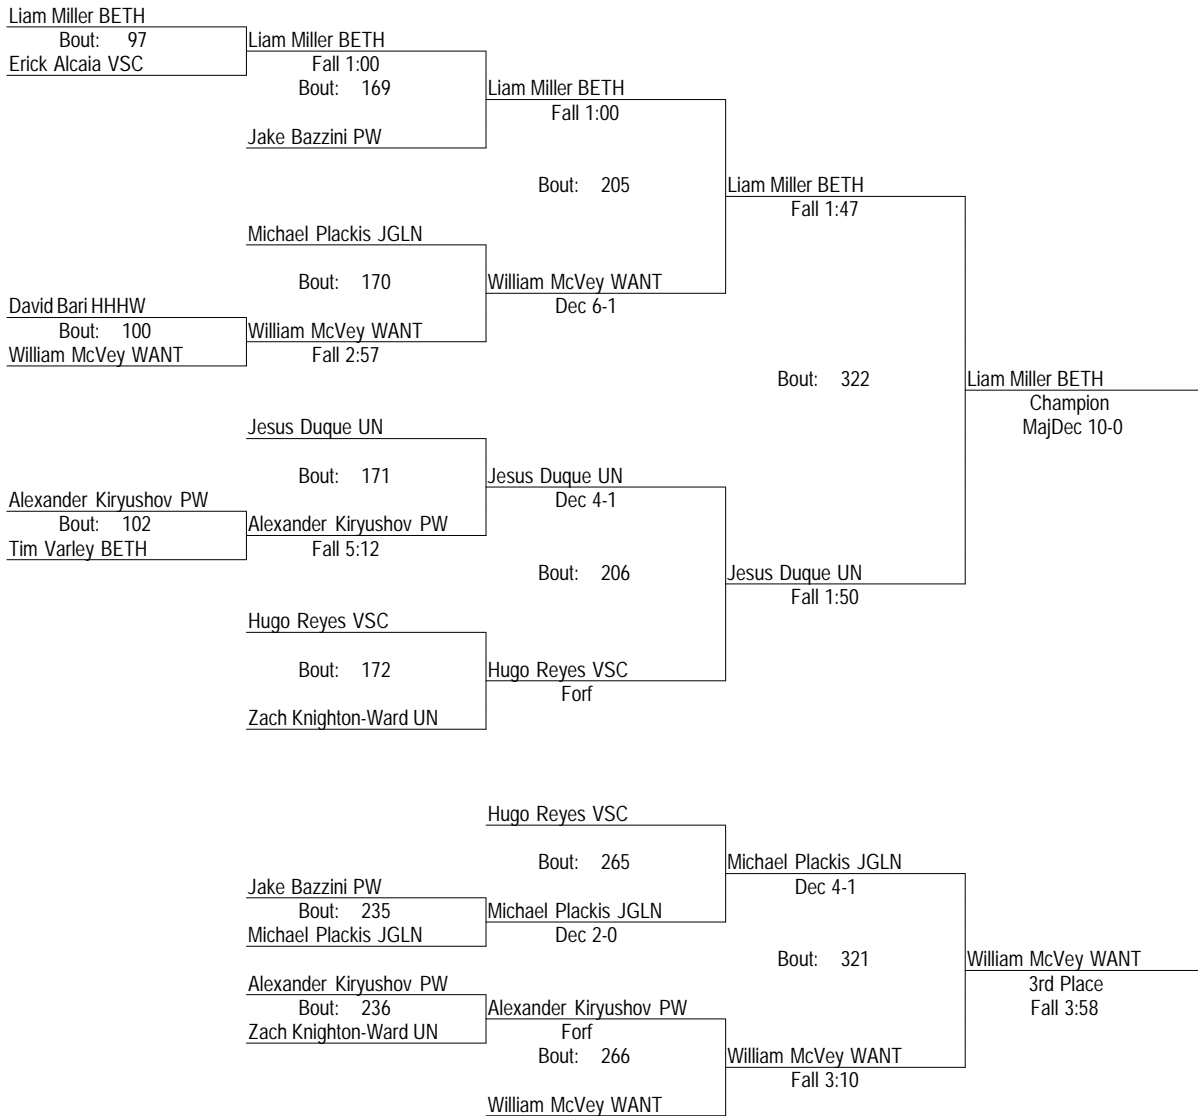 Liam Miller BETH
Bout: 97
Erick Alcaia VSC
Liam Miller BETH
Fall 1:00
Bout: 169
Jake Bazzini PW
Liam Miller BETH
Fall 1:00
Bout: 205
Michael Plackis JGLN
Bout: 170
David Bari HHHW
Bout: 100
William McVey WANT
William McVey WANT
Fall 2:57
William McVey WANT
Dec 6-1
Liam Miller BETH
Fall 1:47
Bout: 322
Jesus Duque UN
Bout: 171
Alexander Kiryushov PW
Bout: 102
Tim Varley BETH
Alexander Kiryushov PW
Fall 5:12
Jesus Duque UN
Dec 4-1
Bout: 206
Hugo Reyes VSC
Bout: 172
Zach Knighton-Ward UN
Hugo Reyes VSC
Forf
Jesus Duque UN
Fall 1:50
Liam Miller BETH
Champion
MajDec 10-0
Hugo Reyes VSC
Bout: 265
Jake Bazzini PW
Bout: 235
Michael Plackis JGLN
Michael Plackis JGLN
Dec 2-0
Michael Plackis JGLN
Dec 4-1
Bout: 321
Alexander Kiryushov PW
Bout: 236
Zach Knighton-Ward UN
Alexander Kiryushov PW
Forf
Bout: 266
William McVey WANT
William McVey WANT
Fall 3:10
William McVey WANT
3rd Place
Fall 3:58